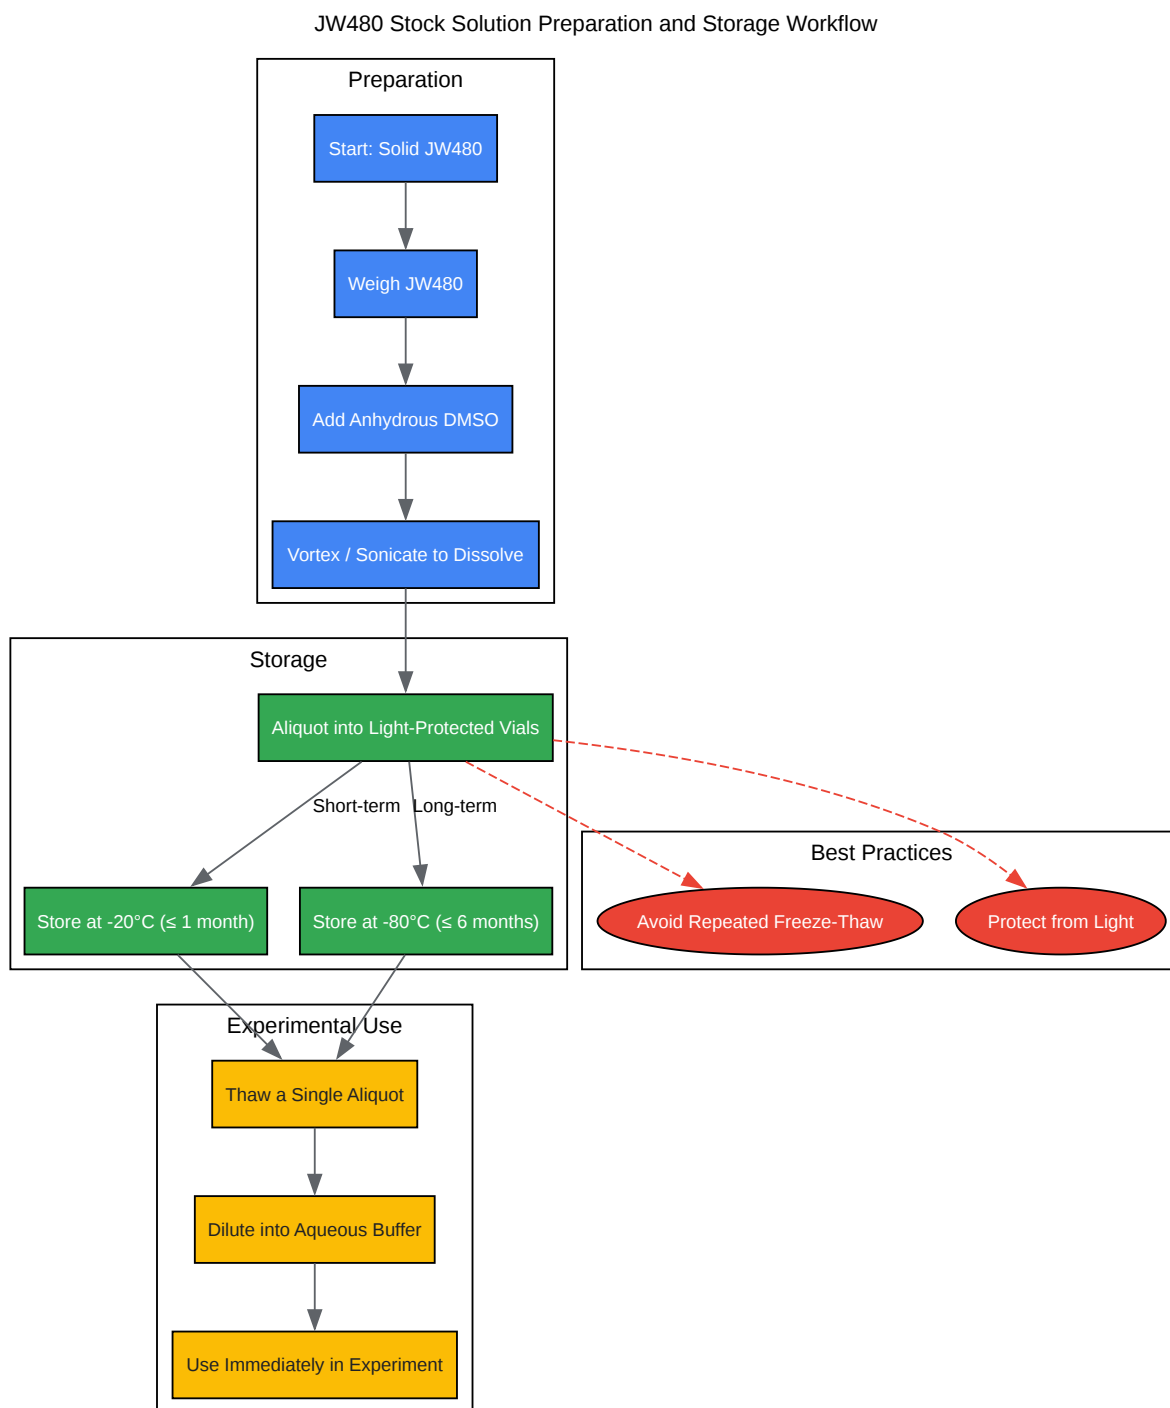 JW480 Stock Solution Preparation and Storage Workflow
Preparation
Start: Solid JW480
Weigh JW480
Add Anhydrous DMSO
Vortex / Sonicate to Dissolve
Storage
Aliquot into Light-Protected Vials
Short-term
Long-term
Store at -20°C (≤ 1 month)
Store at -80°C (≤ 6 months)
Best Practices
Avoid Repeated Freeze-Thaw
Protect from Light
Experimental Use
Thaw a Single Aliquot
Dilute into Aqueous Buffer
Use Immediately in Experiment